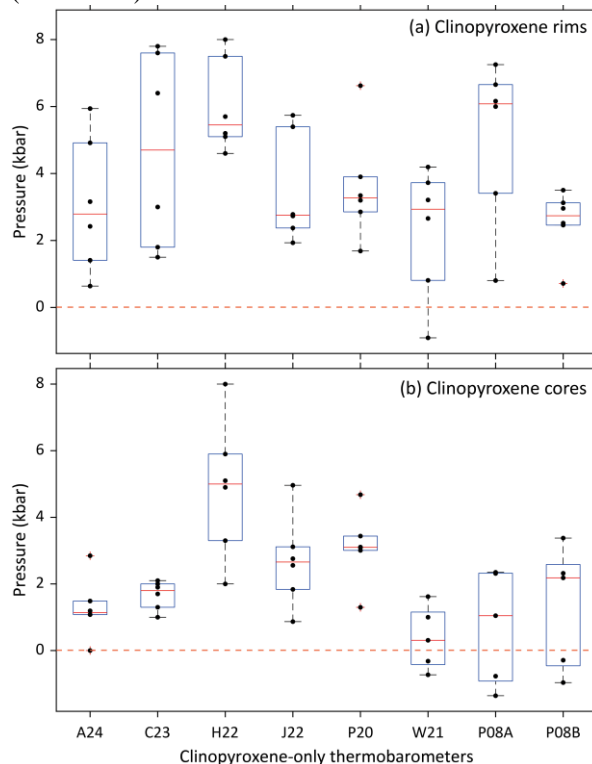 (a) Clinopyroxene rims
8
6
4
2
0
Pressure (kbar)
(b) Clinopyroxene cores
8
6
4
2
0
Pressure (kbar)
A24 C23 H22 J22 P20 W21 P08A P08B
Clinopyroxene-only thermobarometers